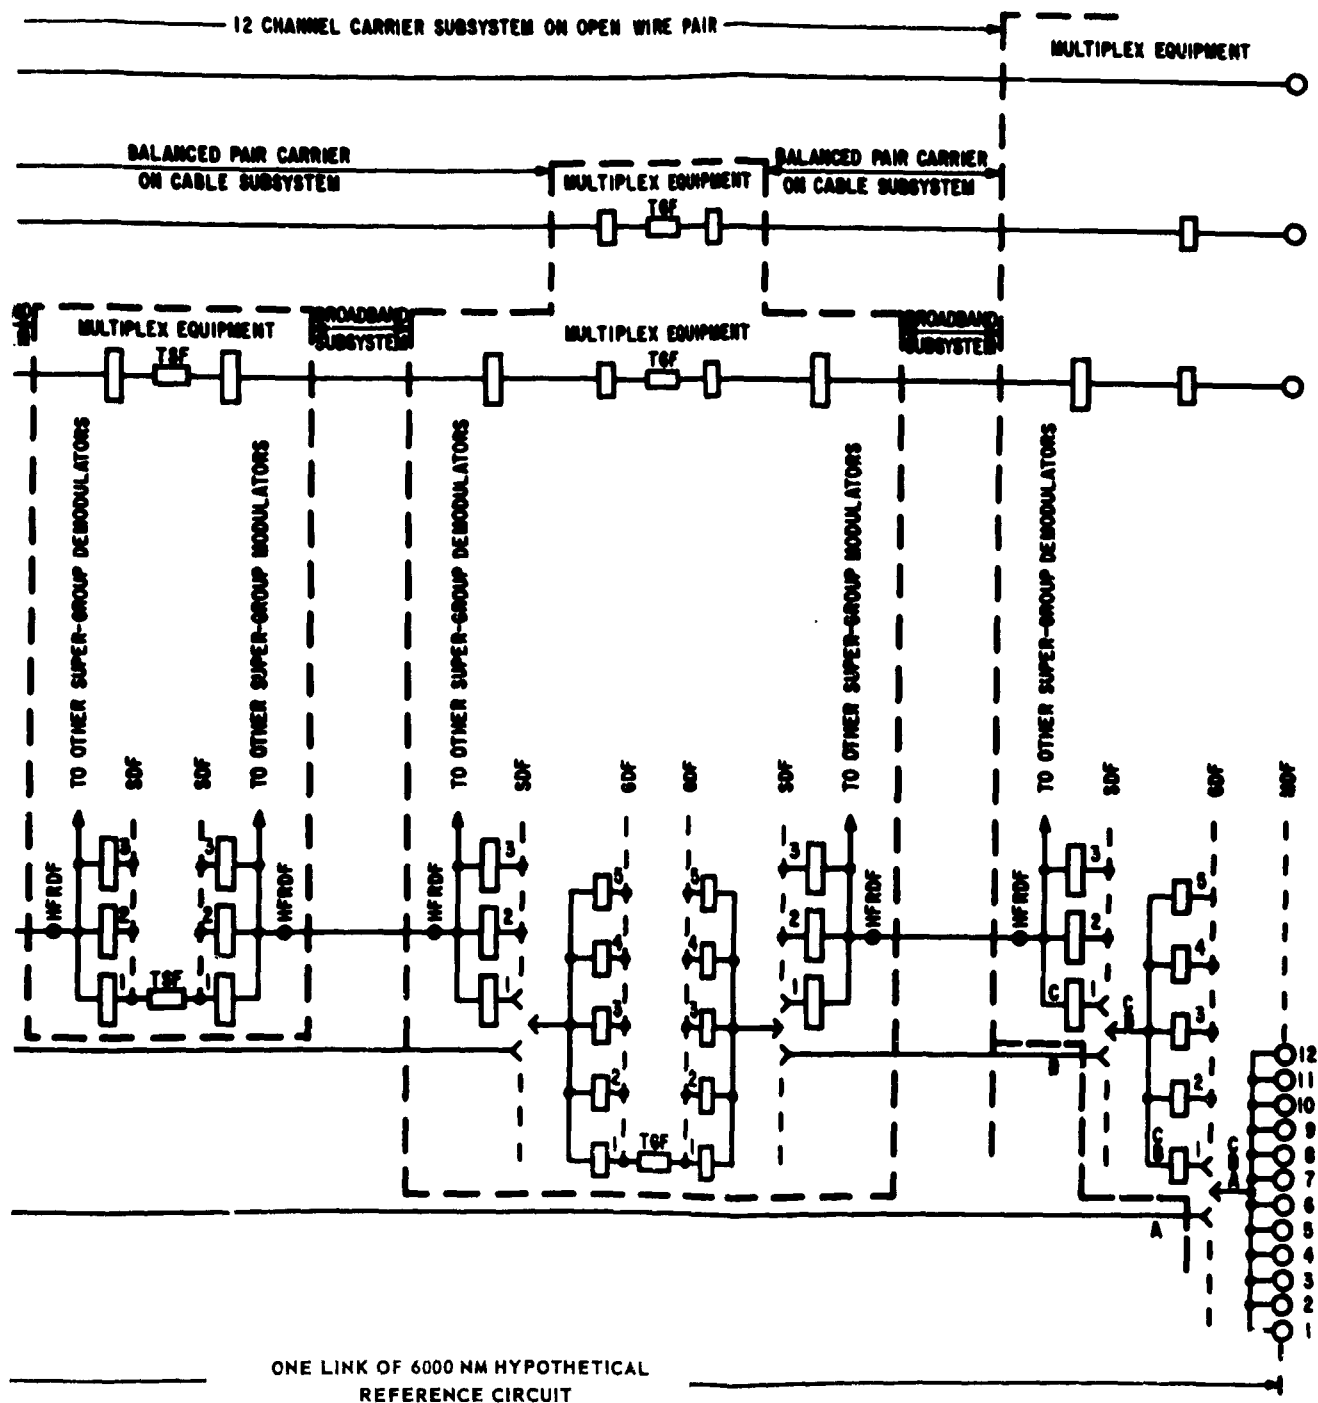 12 CHANNEL CARRIER SUBSYSTEM ON OPEN WIRE PAIR
MULTIPLEX EQUIPMENT
BALANCED PAIR CARRIER
ON CABLE SUBSYSTEM
MULTIPLEX EQUIPMENT
BALANCED PAIR CARRIER
ON CABLE SUBSYSTEM
TGF
MULTIPLEX EQUIPMENT
BROADBAND
SUBSYSTEM
MULTIPLEX EQUIPMENT
BROADBAND
SUBSYSTEM
TSF
TGF
TO OTHER SUPER-GROUP DEMODULATORS
TO OTHER SUPER-GROUP MODULATORS
TO OTHER SUPER-GROUP DEMODULATORS
TO OTHER SUPER-GROUP MODULATORS
TO OTHER SUPER-GROUP DEMODULATORS
SDF
SDF
SDF
GDF
GDF
SDF
SDF
GDF
MDF
HFRDF
3
2
1
TSF
3
2
1
HFRDF
HFRDF
3
2
1
5
4
3
2
1
TGF
5
4
3
2
1
3
2
1
HFRDF
HFRDF
3
2
C
1
B
C
B
5
4
3
2
C
B
1
C
B
A
A
12
11
10
9
8
7
6
5
4
3
2
1
ONE LINK OF 6000 NM HYPOTHETICAL
REFERENCE CIRCUIT